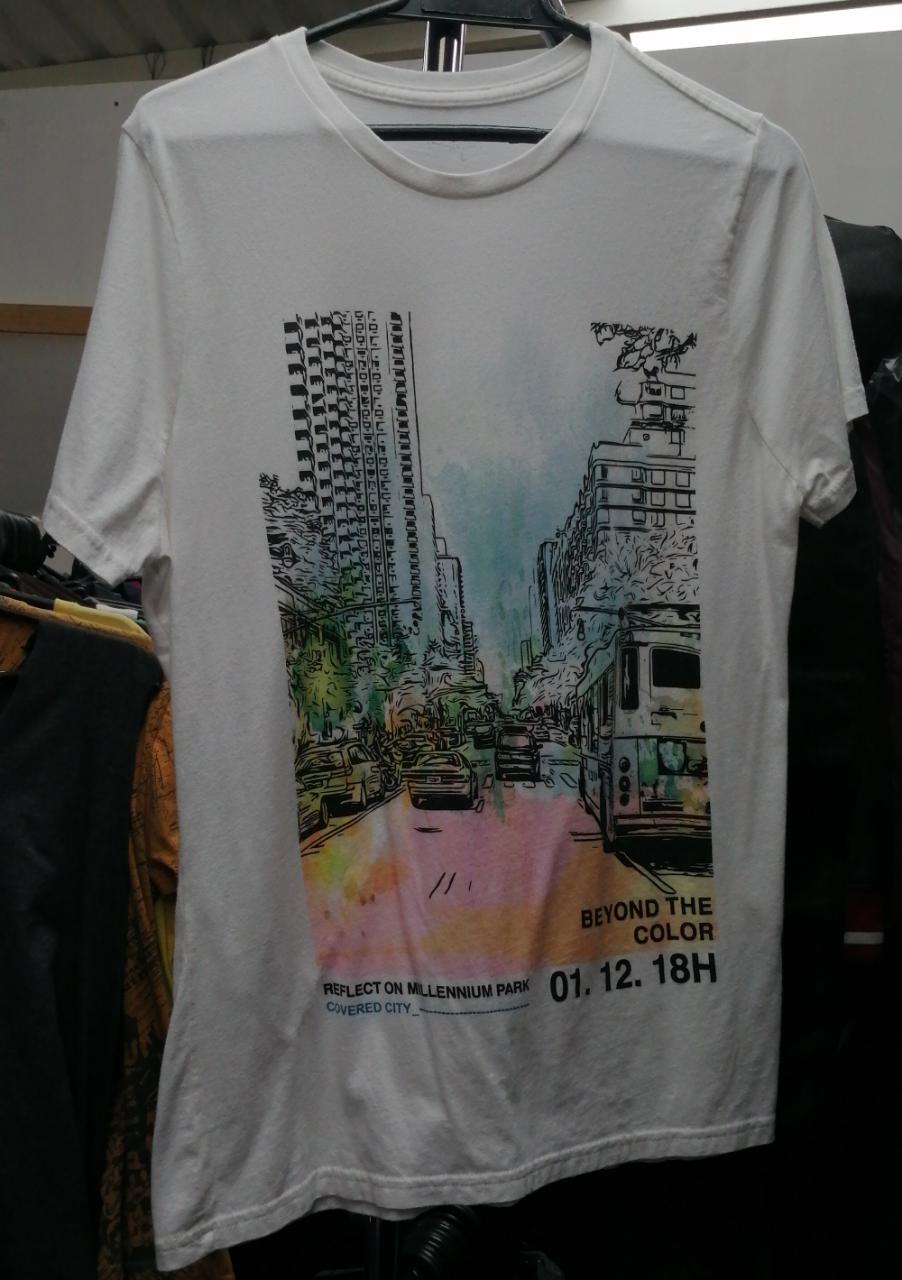 BEYOND THE
COLOR
REFLECT ON MILLENNIUM PARK
01. 12. 18H
COVERED CITY_